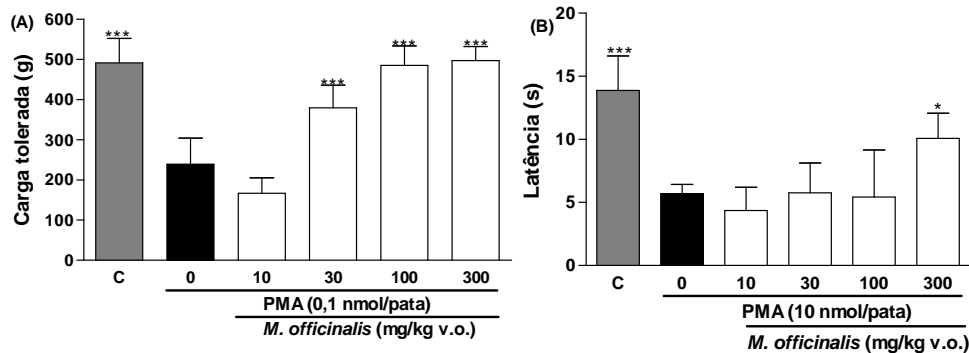 (A)
Carga tolerada (g)
600
500
400
300
200
100
0
***
***
***
***
C 0 10 30 100 300
PMA (0,1 nmol/pata)
M. officinalis (mg/kg v.o.)
(B)
Latência (s)
20
15
10
5
0
***
*
C 0 10 30 100 300
PMA (10 nmol/pata)
M. officinalis (mg/kg v.o.)